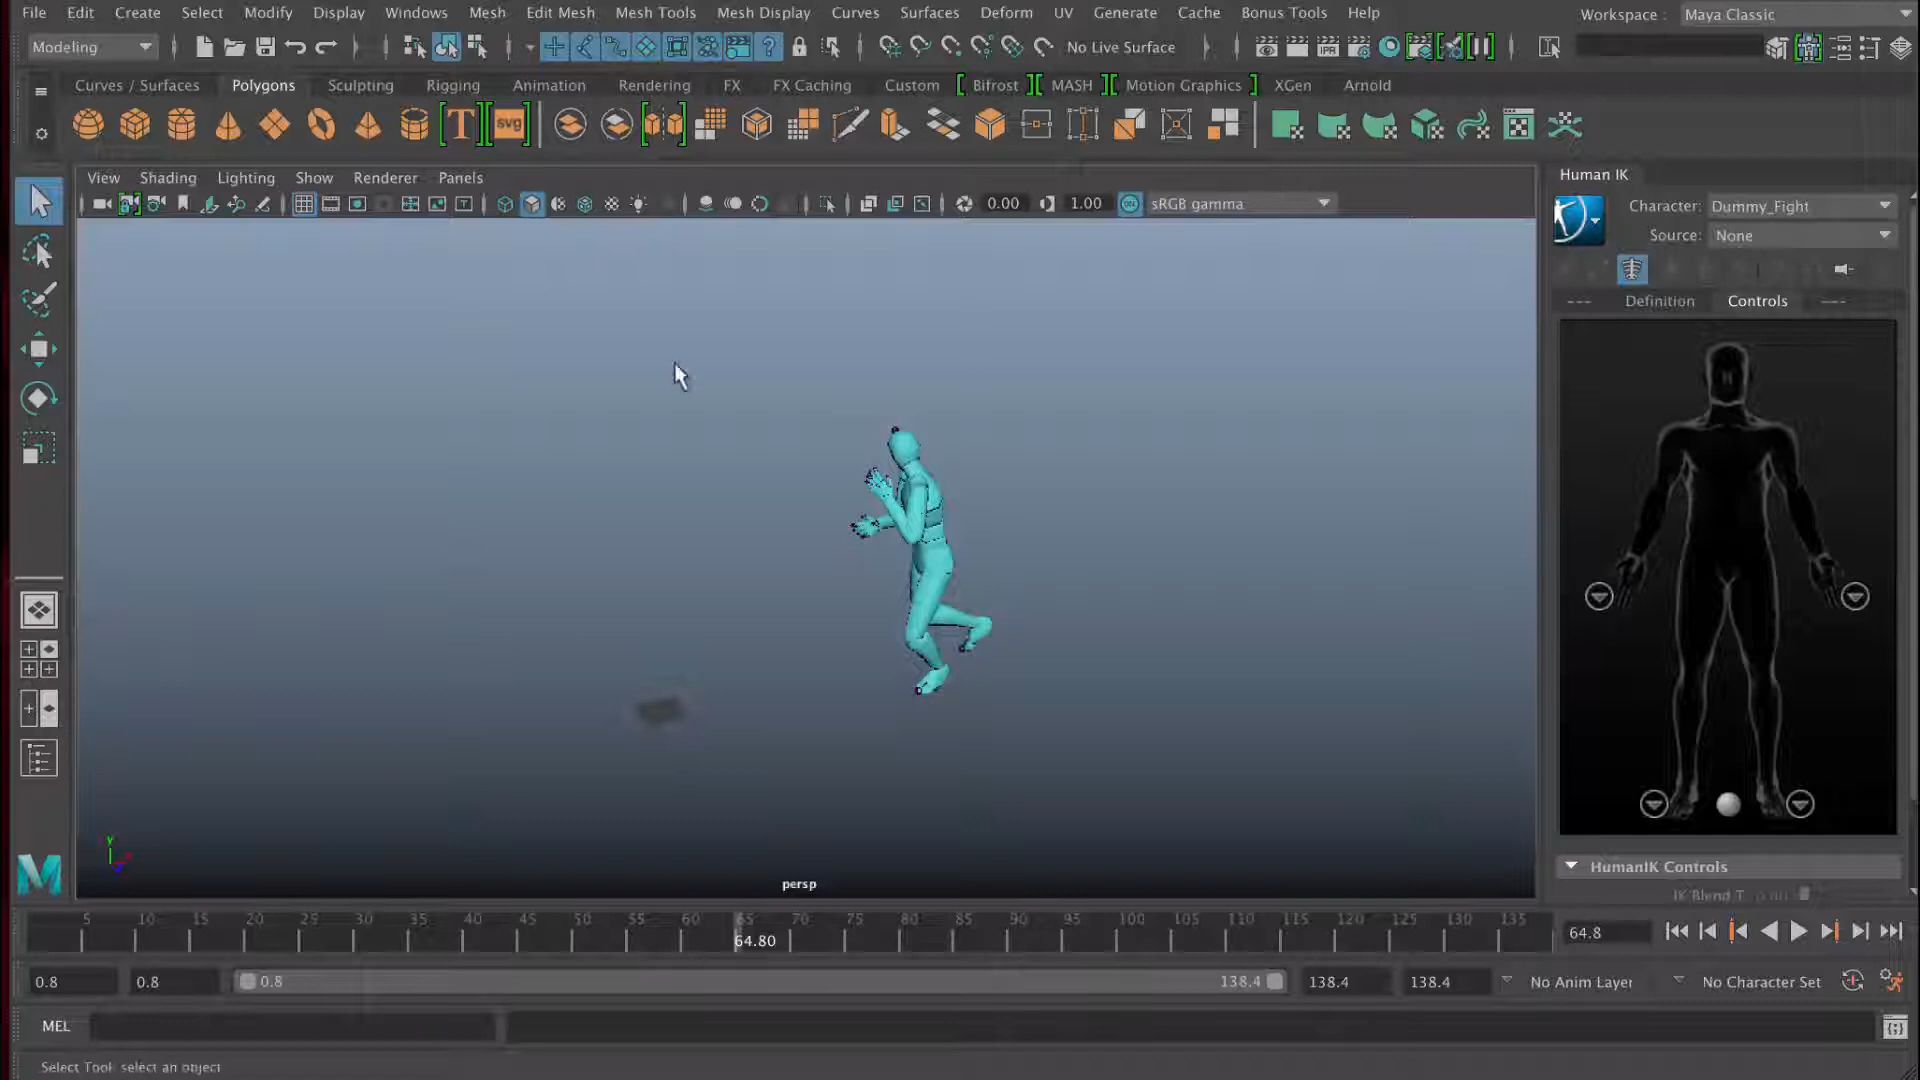 File Edit Create Select Modify Display Windows Mesh Edit Mesh Mesh Tools Mesh Display Curves Surfaces Deform UV Generate Cache Bonus Tools Help Workspace : Maya Classic
Modeling No Live Surface IPR
Curves / Surfaces Polygons Sculpting Rigging Animation Rendering FX FX Caching Custom Bifrost MASH Motion Graphics XGen Arnold
T svg
View Shading Lighting Show Renderer Panels
0.00 1.00 sRGB gamma
Human IK
Character: Dummy_Fight
Source: None
Definition Controls
y
persp
HumanIK Controls
IK Blend T 0.00
5 10 15 20 25 30 35 40 45 50 55 60 65 70 75 80 85 90 95 100 105 110 115 120 125 130 135
64.80 64.8
0.8 0.8 0.8 138.4 138.4 138.4 No Anim Layer No Character Set
MEL
Select Tool: select an object